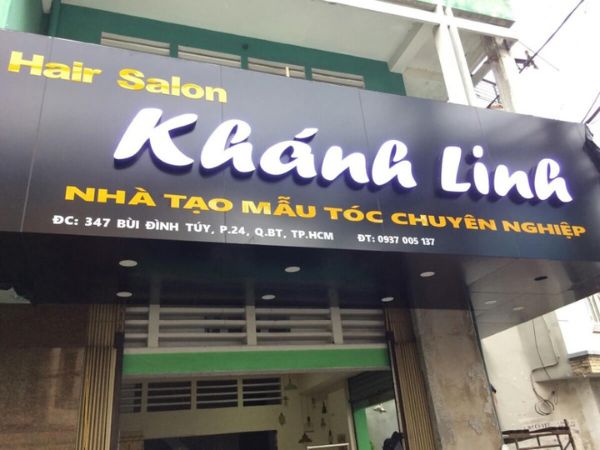 Hair Salon
Khánh Linh
NHÀ TẠO MẪU TÓC CHUYÊN NGHIỆP
ĐC: 347 BÙI ĐÌNH TÚY, P.24, Q.BT, TP.HCM ĐT: 0937 005 137